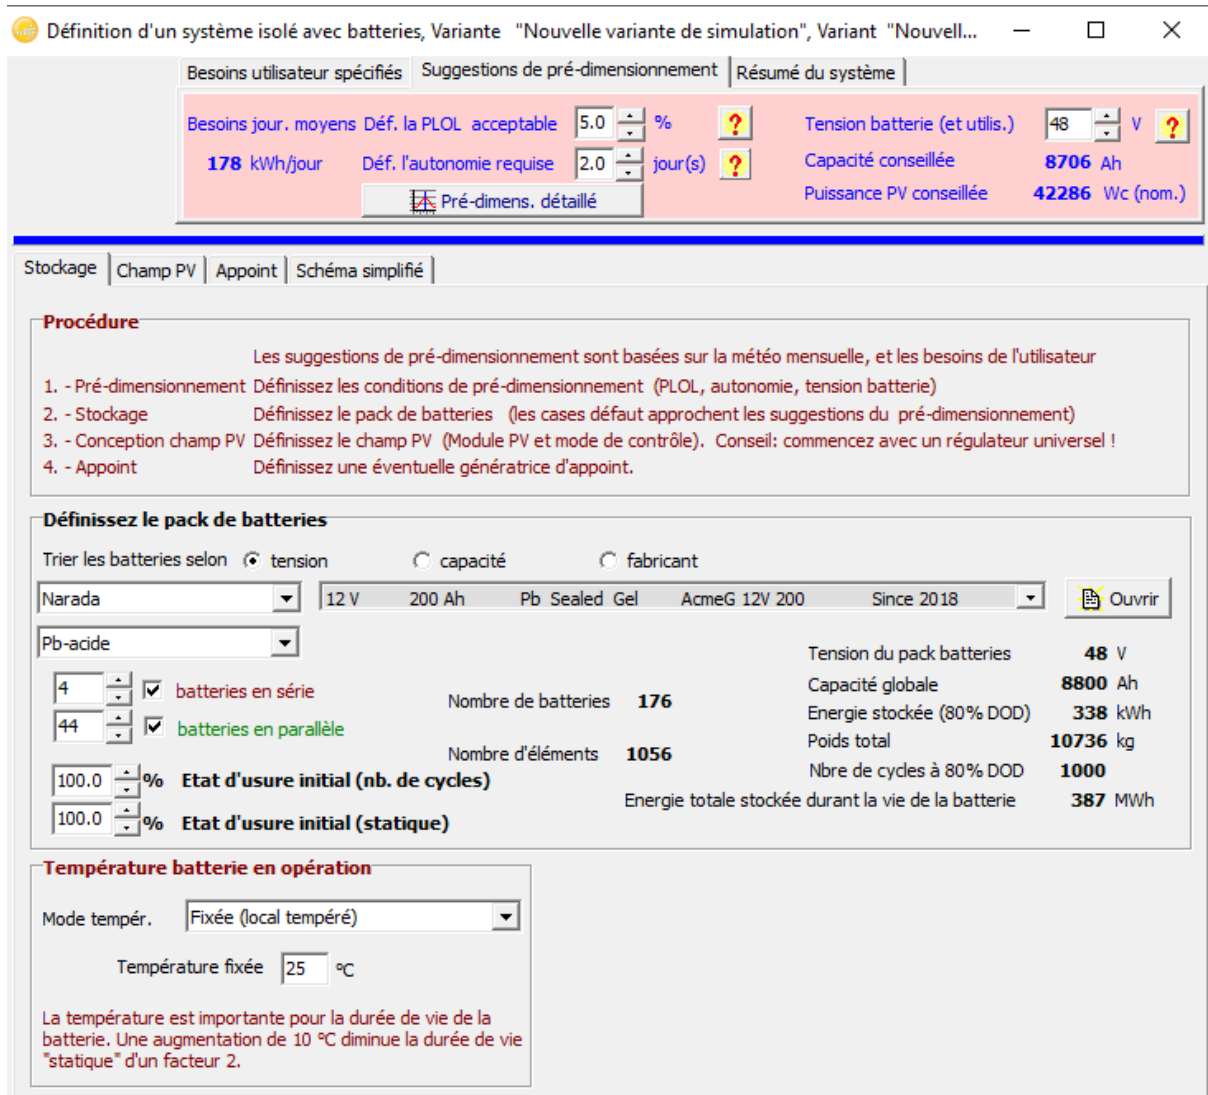 Définition d'un système isolé avec batteries, Variante "Nouvelle variante de simulation", Variant "Nouvell...
Besoins utilisateur spécifiés Suggestions de pré-dimensionnement Résumé du système
Besoins jour. moyens Déf. la PLOL acceptable 5.0 % ? Tension batterie (et utilis.) 48 V ?
178 kWh/jour Déf. l'autonomie requise 2.0 jour(s) ? Capacité conseillée 8706 Ah
Pré-dimens. détaillé Puissance PV conseillée 42286 Wc (nom.)
Stockage Champ PV Appoint Schéma simplifié
Procédure
Les suggestions de pré-dimensionnement sont basées sur la météo mensuelle, et les besoins de l'utilisateur
1. - Pré-dimensionnement Définissez les conditions de pré-dimensionnement (PLOL, autonomie, tension batterie)
2. - Stockage Définissez le pack de batteries (les cases défaut approchent les suggestions du pré-dimensionnement)
3. - Conception champ PV Définissez le champ PV (Module PV et mode de contrôle). Conseil: commencez avec un régulateur universel !
4. - Appoint Définissez une éventuelle génératrice d'appoint.
Définissez le pack de batteries
Trier les batteries selon tension capacité fabricant
Narada 12 V 200 Ah Pb Sealed Gel AcmeG 12V 200 Since 2018 Ouvrir
Pb-acide
Tension du pack batteries 48 V
4 batteries en série Nombre de batteries 176 Capacité globale 8800 Ah
44 batteries en parallèle Energie stockée (80% DOD) 338 kWh
Nombre d'éléments 1056 Poids total 10736 kg
100.0 % Etat d'usure initial (nb. de cycles) Nbre de cycles à 80% DOD 1000
Energie totale stockée durant la vie de la batterie 387 MWh
100.0 % Etat d'usure initial (statique)
Température batterie en opération
Mode tempér. Fixée (local tempéré)
Température fixée 25 °C
La température est importante pour la durée de vie de la
batterie. Une augmentation de 10 °C diminue la durée de vie
"statique" d'un facteur 2.